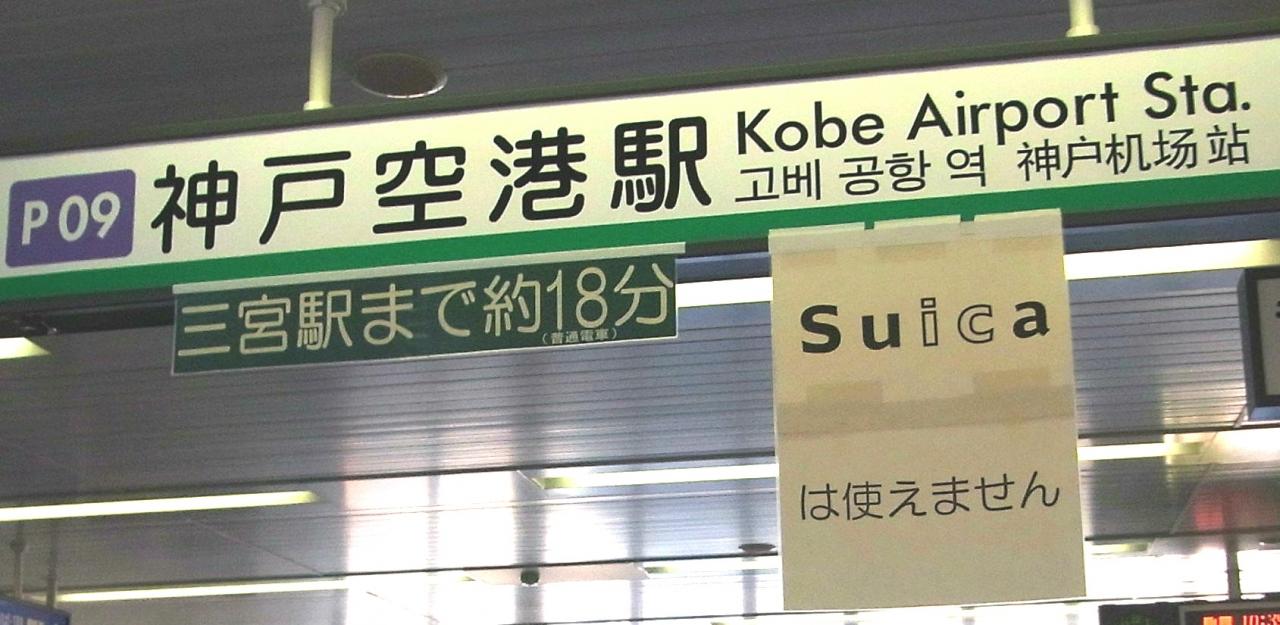 P 09
神戸空港駅
Kobe Airport Sta.
고베 공항 역 神户机场站
三宮駅まで約18分
（普通電車）
Suica
は使えません